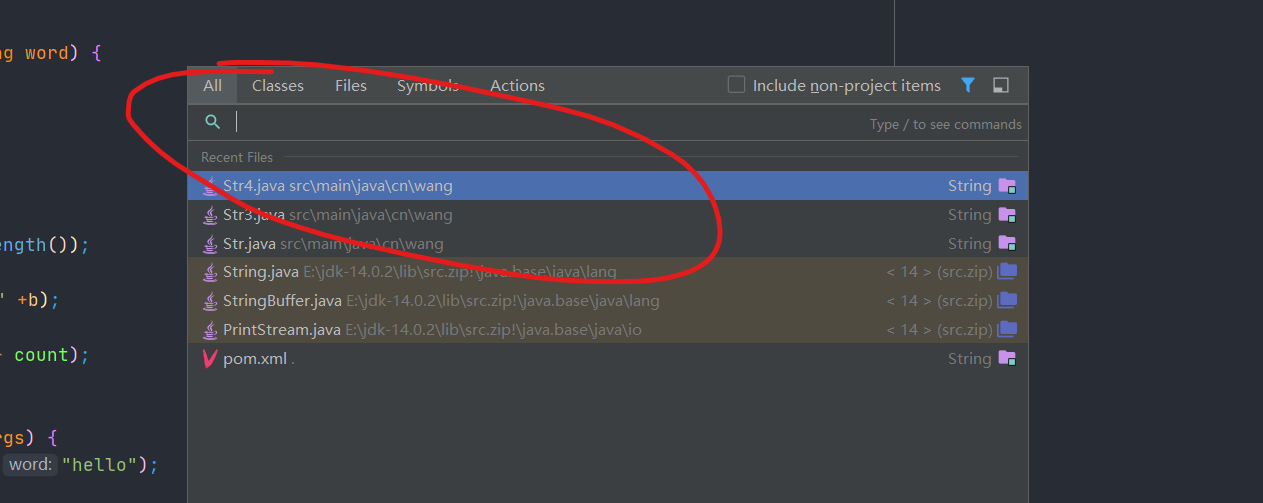 ng word) {
All Classes Files Symbols Actions Include non-project items
Type / to see commands
Recent Files
Str4.java src\main\java\cn\wang String
Str3.java src\main\java\cn\wang String
Str.java src\main\java\cn\wang String
ength());
String.java E:\jdk-14.0.2\lib\src.zip!\java.base\java\lang < 14 > (src.zip)
" +b);
StringBuffer.java E:\jdk-14.0.2\lib\src.zip!\java.base\java\lang < 14 > (src.zip)
PrintStream.java E:\jdk-14.0.2\lib\src.zip!\java.base\java\io < 14 > (src.zip)
count);
pom.xml . String
rgs) {
word: "hello");